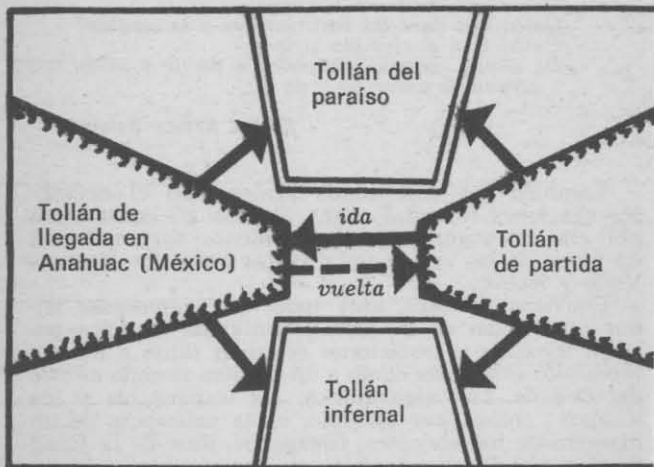 Tollán del
paraíso
Tollán de
llegada en
Anahuac (México)
ida
vuelta
Tollán
de partida
Tollán
infernal